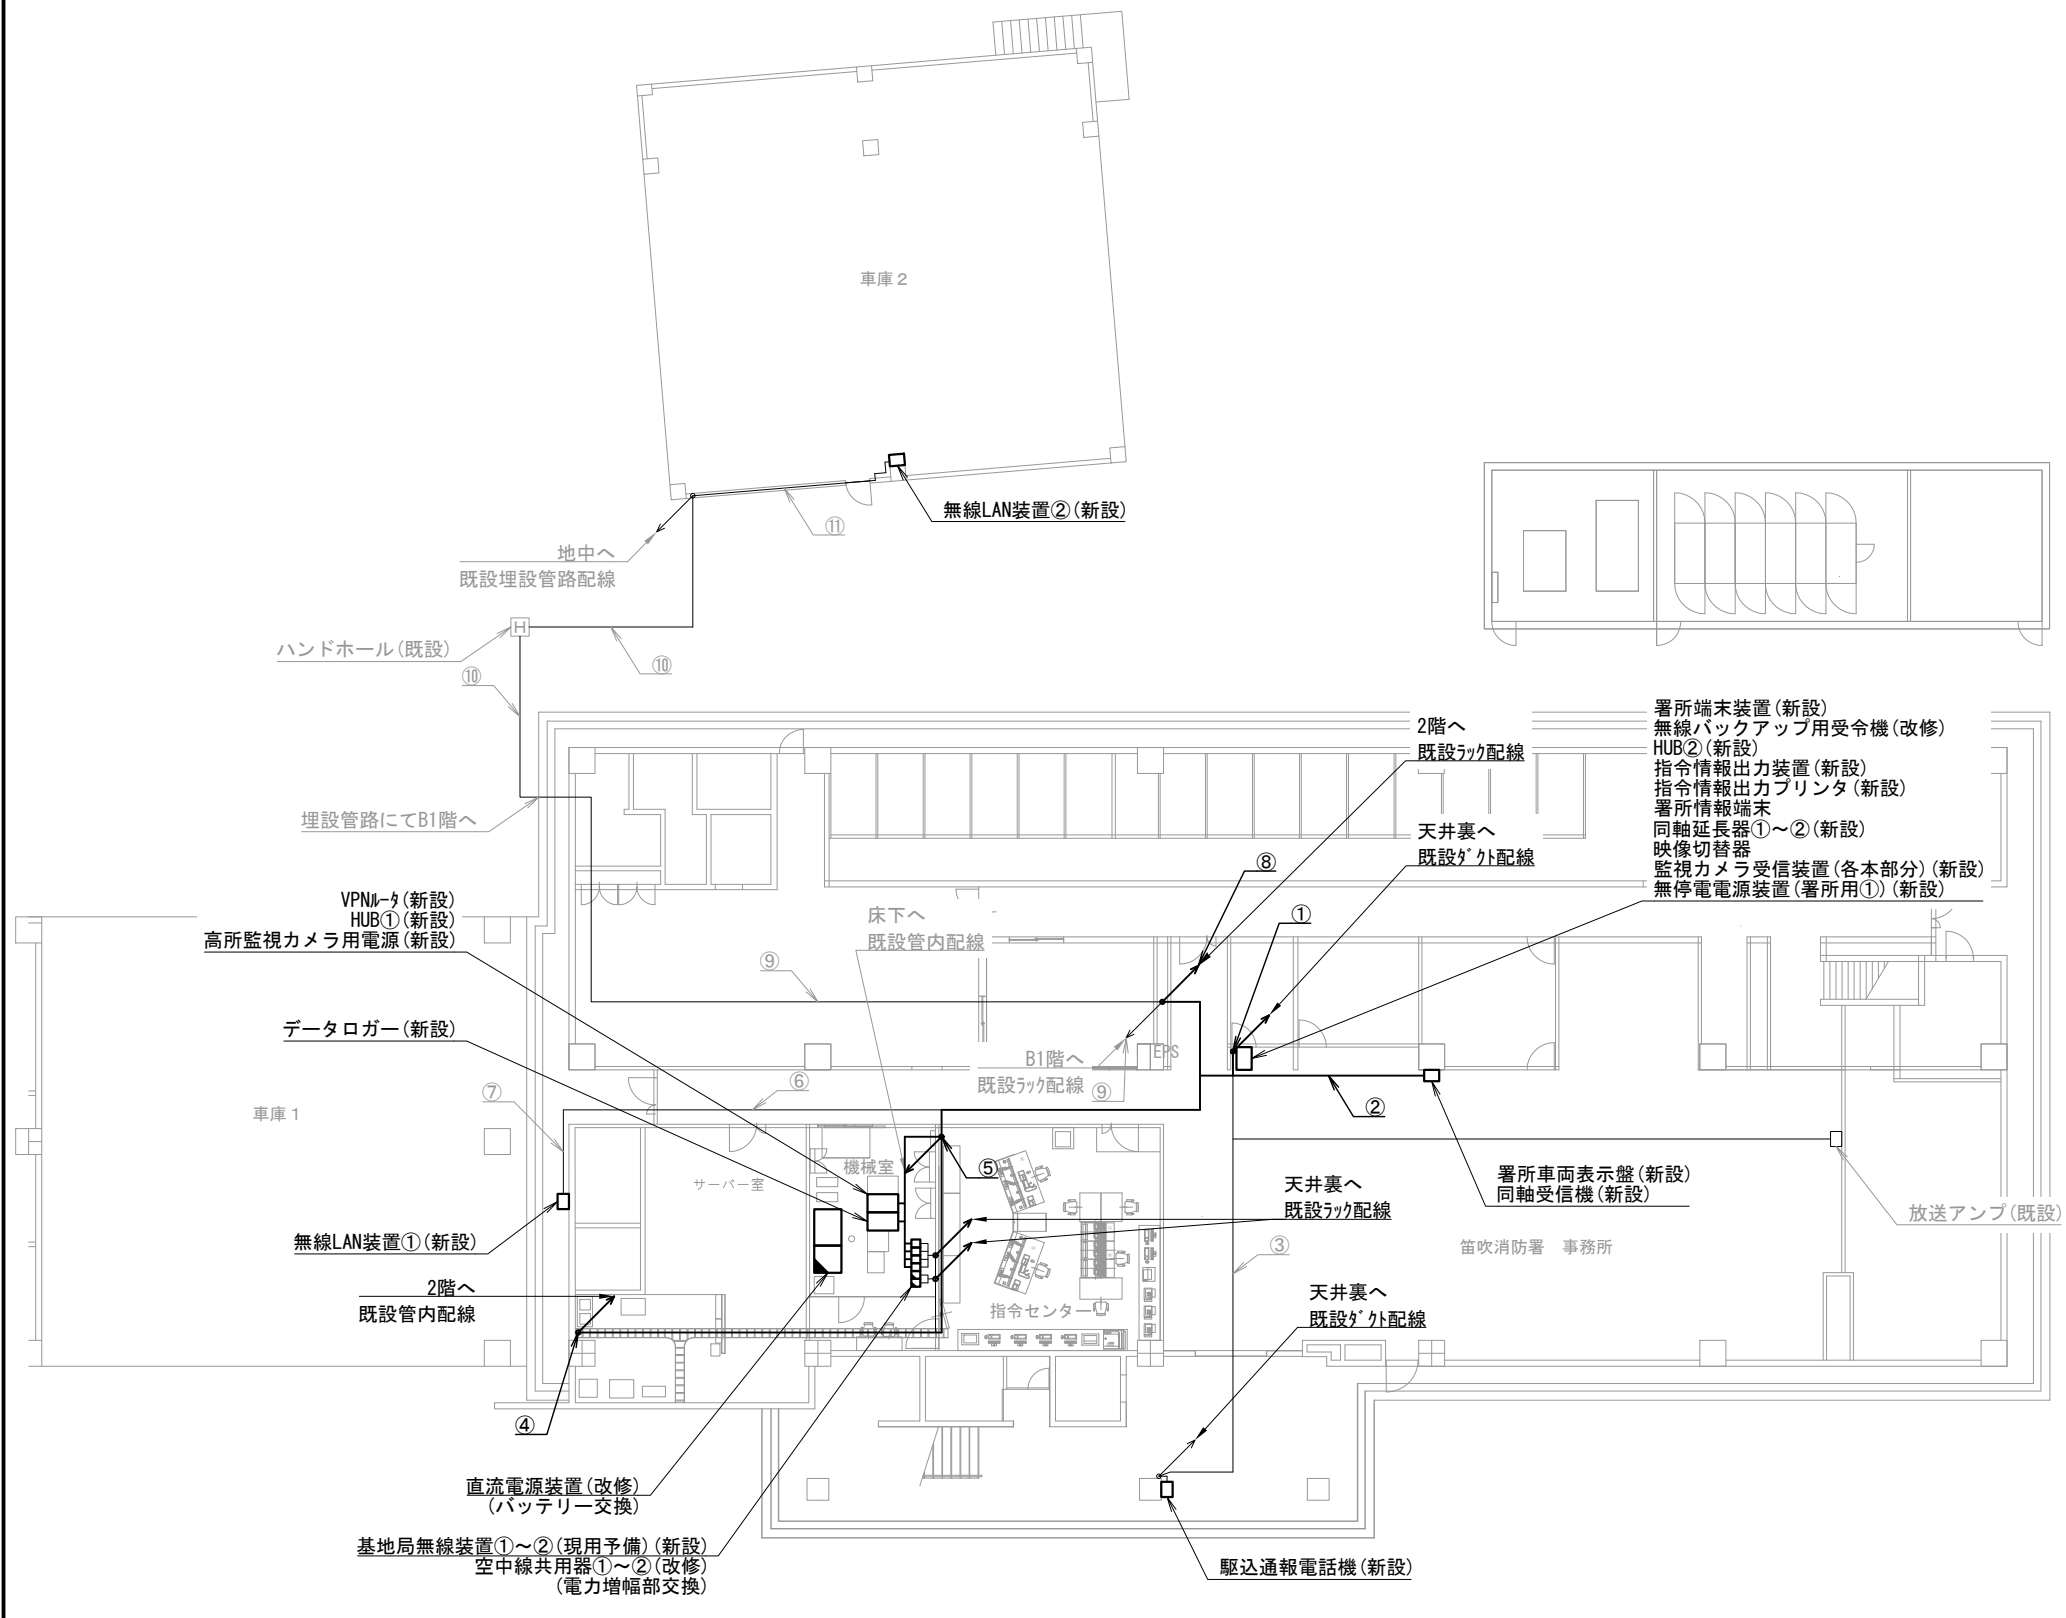 車庫２
無線LAN装置②(新設)
⑪
地中へ
既設埋設管路配線
ハンドホール(既設)
H
⑩
⑩
埋設管路にてB1階へ
2階へ
既設ﾗｯｸ配線
署所端末装置(新設)
無線バックアップ用受令機(改修)
HUB②(新設)
指令情報出力装置(新設)
指令情報出力プリンタ(新設)
署所情報端末
同軸延長器①～②(新設)
映像切替器
監視カメラ受信装置(各本部分)(新設)
無停電電源装置(署所用①)(新設)
天井裏へ
既設ﾀﾞｸﾄ配線
⑧
①
VPNﾙｰﾀ(新設)
HUB①(新設)
高所監視カメラ用電源(新設)
床下へ
既設管内配線
⑨
データロガー(新設)
B1階へ
既設ﾗｯｸ配線
⑨
EPS
⑥
⑦
②
車庫１
機械室
サーバー室
⑤
天井裏へ
既設ﾗｯｸ配線
署所車両表示盤(新設)
同軸受信機(新設)
放送アンプ(既設)
無線LAN装置①(新設)
③
笛吹消防署　事務所
2階へ
既設管内配線
指令センター
天井裏へ
既設ﾀﾞｸﾄ配線
④
直流電源装置(改修)
(バッテリー交換)
基地局無線装置①～②(現用予備)(新設)
空中線共用器①～②(改修)
(電力増幅部交換)
駆込通報電話機(新設)